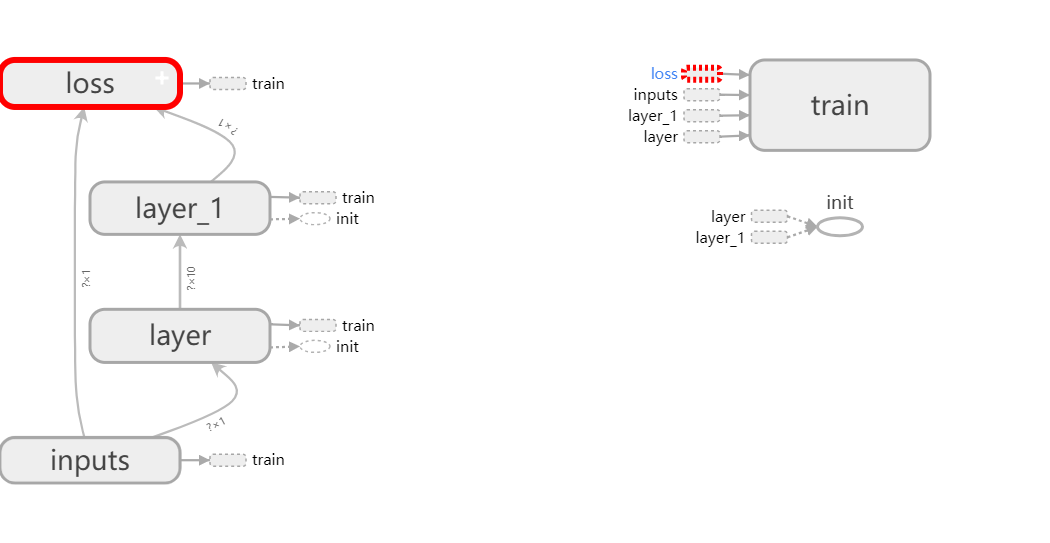 loss
+
train
?×1
layer_1
train
init
?×1
?×10
layer
train
init
?×1
inputs
train
loss
inputs
layer_1
layer
train
init
layer
layer_1